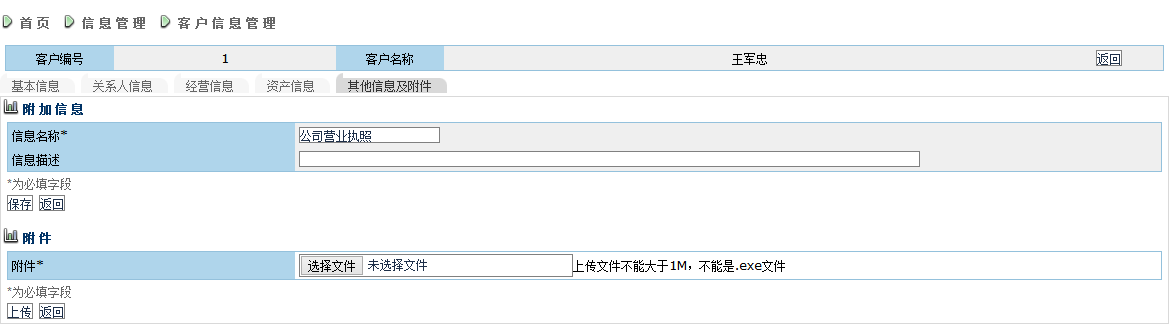 首页 信息管理 客户信息管理
客户编号 1 客户名称 王军忠 返回
基本信息 关系人信息 经营信息 资产信息 其他信息及附件
附加信息
信息名称* 公司营业执照
信息描述
*为必填字段
保存 返回
附件
附件* 选择文件 未选择文件 上传文件不能大于1M，不能是.exe文件
*为必填字段
上传 返回